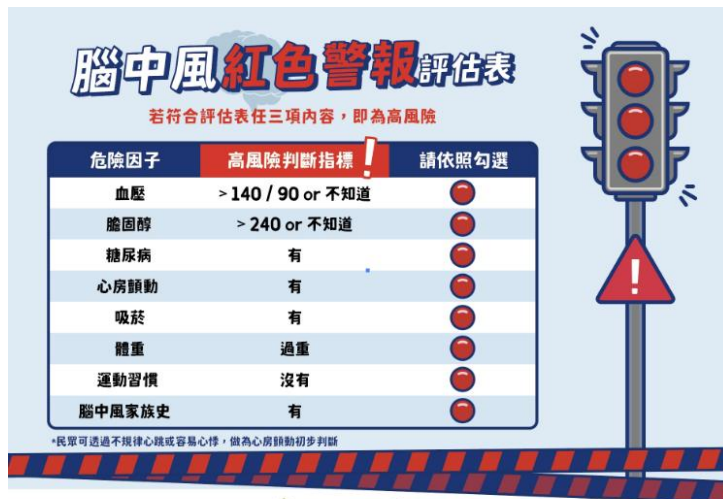 腦中風紅色警報評估表
若符合評估表任三項內容，即為高風險
危險因子 高風險判斷指標! 請依照勾選
血壓 >140 / 90 or 不知道
膽固醇 > 240 or 不知道
糖尿病 有
心房顫動 有
吸菸 有
體重 過重
運動習慣 沒有
腦中風家族史 有
*民眾可透過不規律心跳或容易心悸，做為心房顫動初步判斷
!